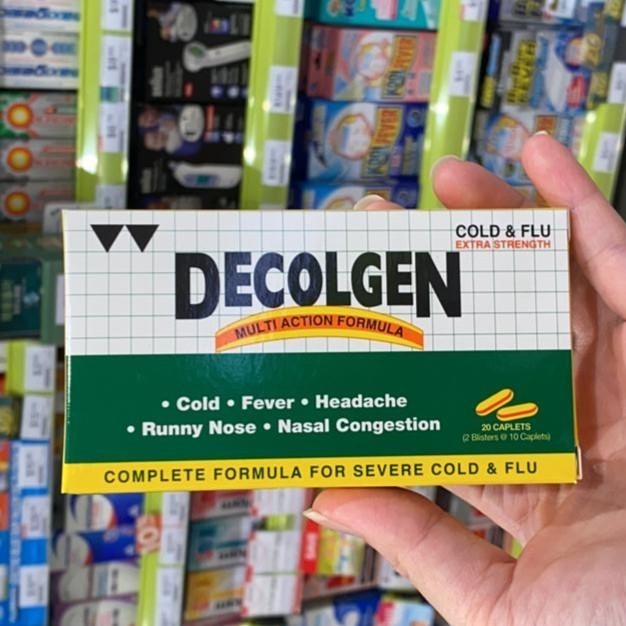 COLD & FLU
EXTRA STRENGTH
DECOLGEN
MULTI ACTION FORMULA
• Cold • Fever • Headache
• Runny Nose • Nasal Congestion
20 CAPLETS
(2 Blisters @ 10 Caplets)
COMPLETE FORMULA FOR SEVERE COLD & FLU